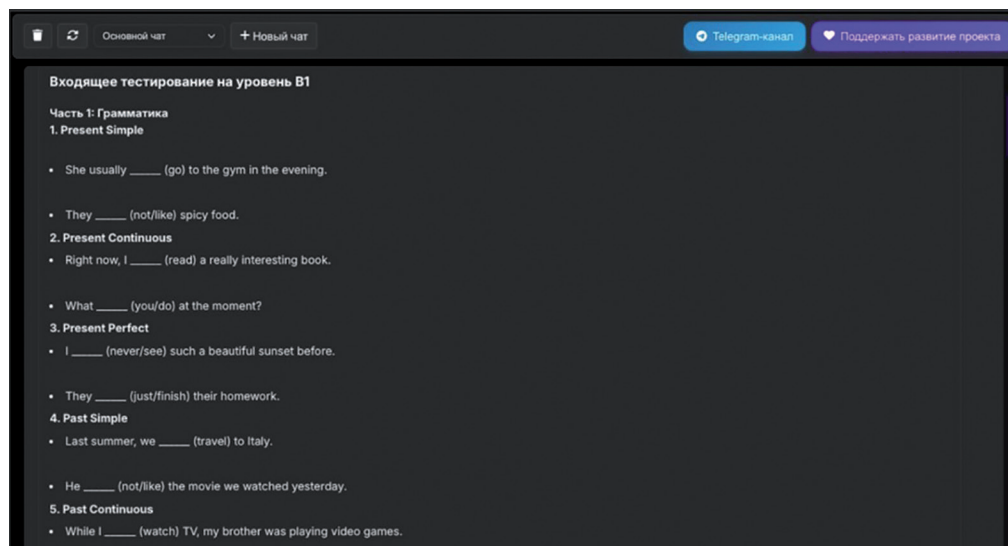 Основной чат
+ Новый чат
Telegram-канал
Поддержать развитие проекта
Входящее тестирование на уровень B1
Часть 1: Грамматика
1. Present Simple
• She usually _____ (go) to the gym in the evening.
• They _____ (not/like) spicy food.
2. Present Continuous
• Right now, I _____ (read) a really interesting book.
• What _____ (you/do) at the moment?
3. Present Perfect
• I _____ (never/see) such a beautiful sunset before.
• They _____ (just/finish) their homework.
4. Past Simple
• Last summer, we _____ (travel) to Italy.
• He _____ (not/like) the movie we watched yesterday.
5. Past Continuous
• While I _____ (watch) TV, my brother was playing video games.